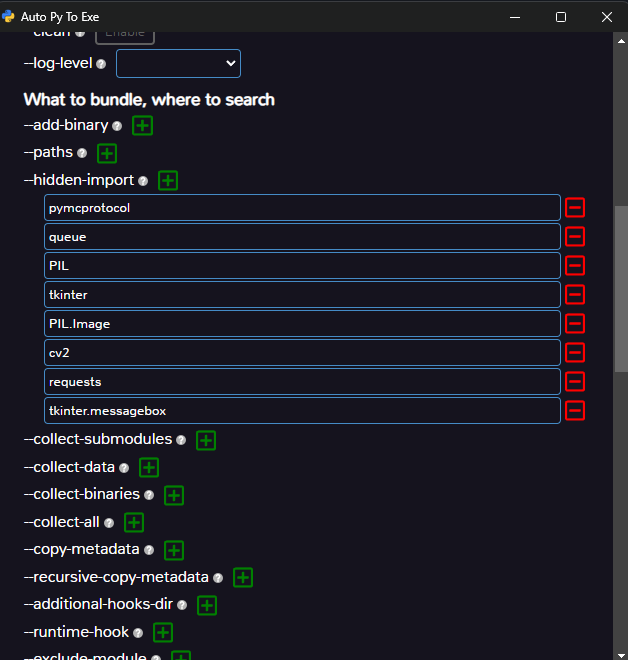 Auto Py To Exe
--clean Enable
--log-level
What to bundle, where to search
--add-binary
--paths
--hidden-import
pymcprotocol
queue
PIL
tkinter
PIL.Image
cv2
requests
tkinter.messagebox
--collect-submodules
--collect-data
--collect-binaries
--collect-all
--copy-metadata
--recursive-copy-metadata
--additional-hooks-dir
--runtime-hook
--exclude-module